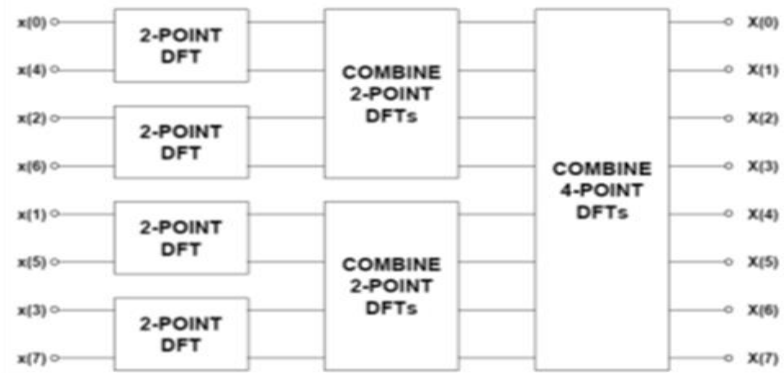 x(0) 2-POINT DFT X(0)
x(4) COMBINE 2-POINT DFTs X(1)
x(2) 2-POINT DFT X(2)
x(6) COMBINE 4-POINT DFTs X(3)
x(1) 2-POINT DFT X(4)
x(5) COMBINE 2-POINT DFTs X(5)
x(3) 2-POINT DFT X(6)
x(7) X(7)